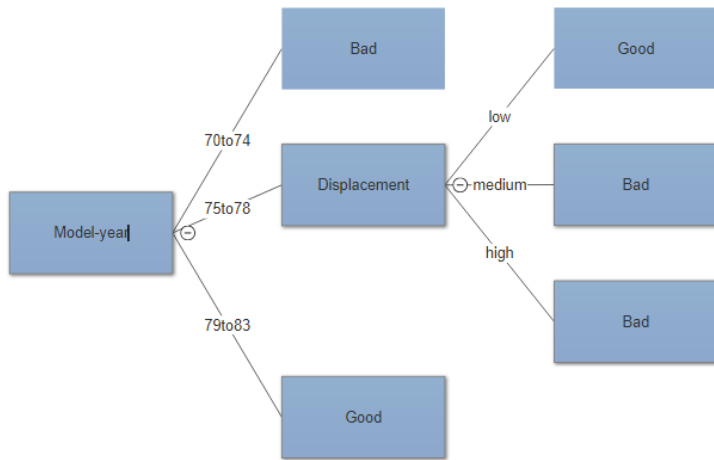 Bad
Good
low
70to74
Displacement
medium
Bad
75to78
Model-year
high
79to83
Bad
Good